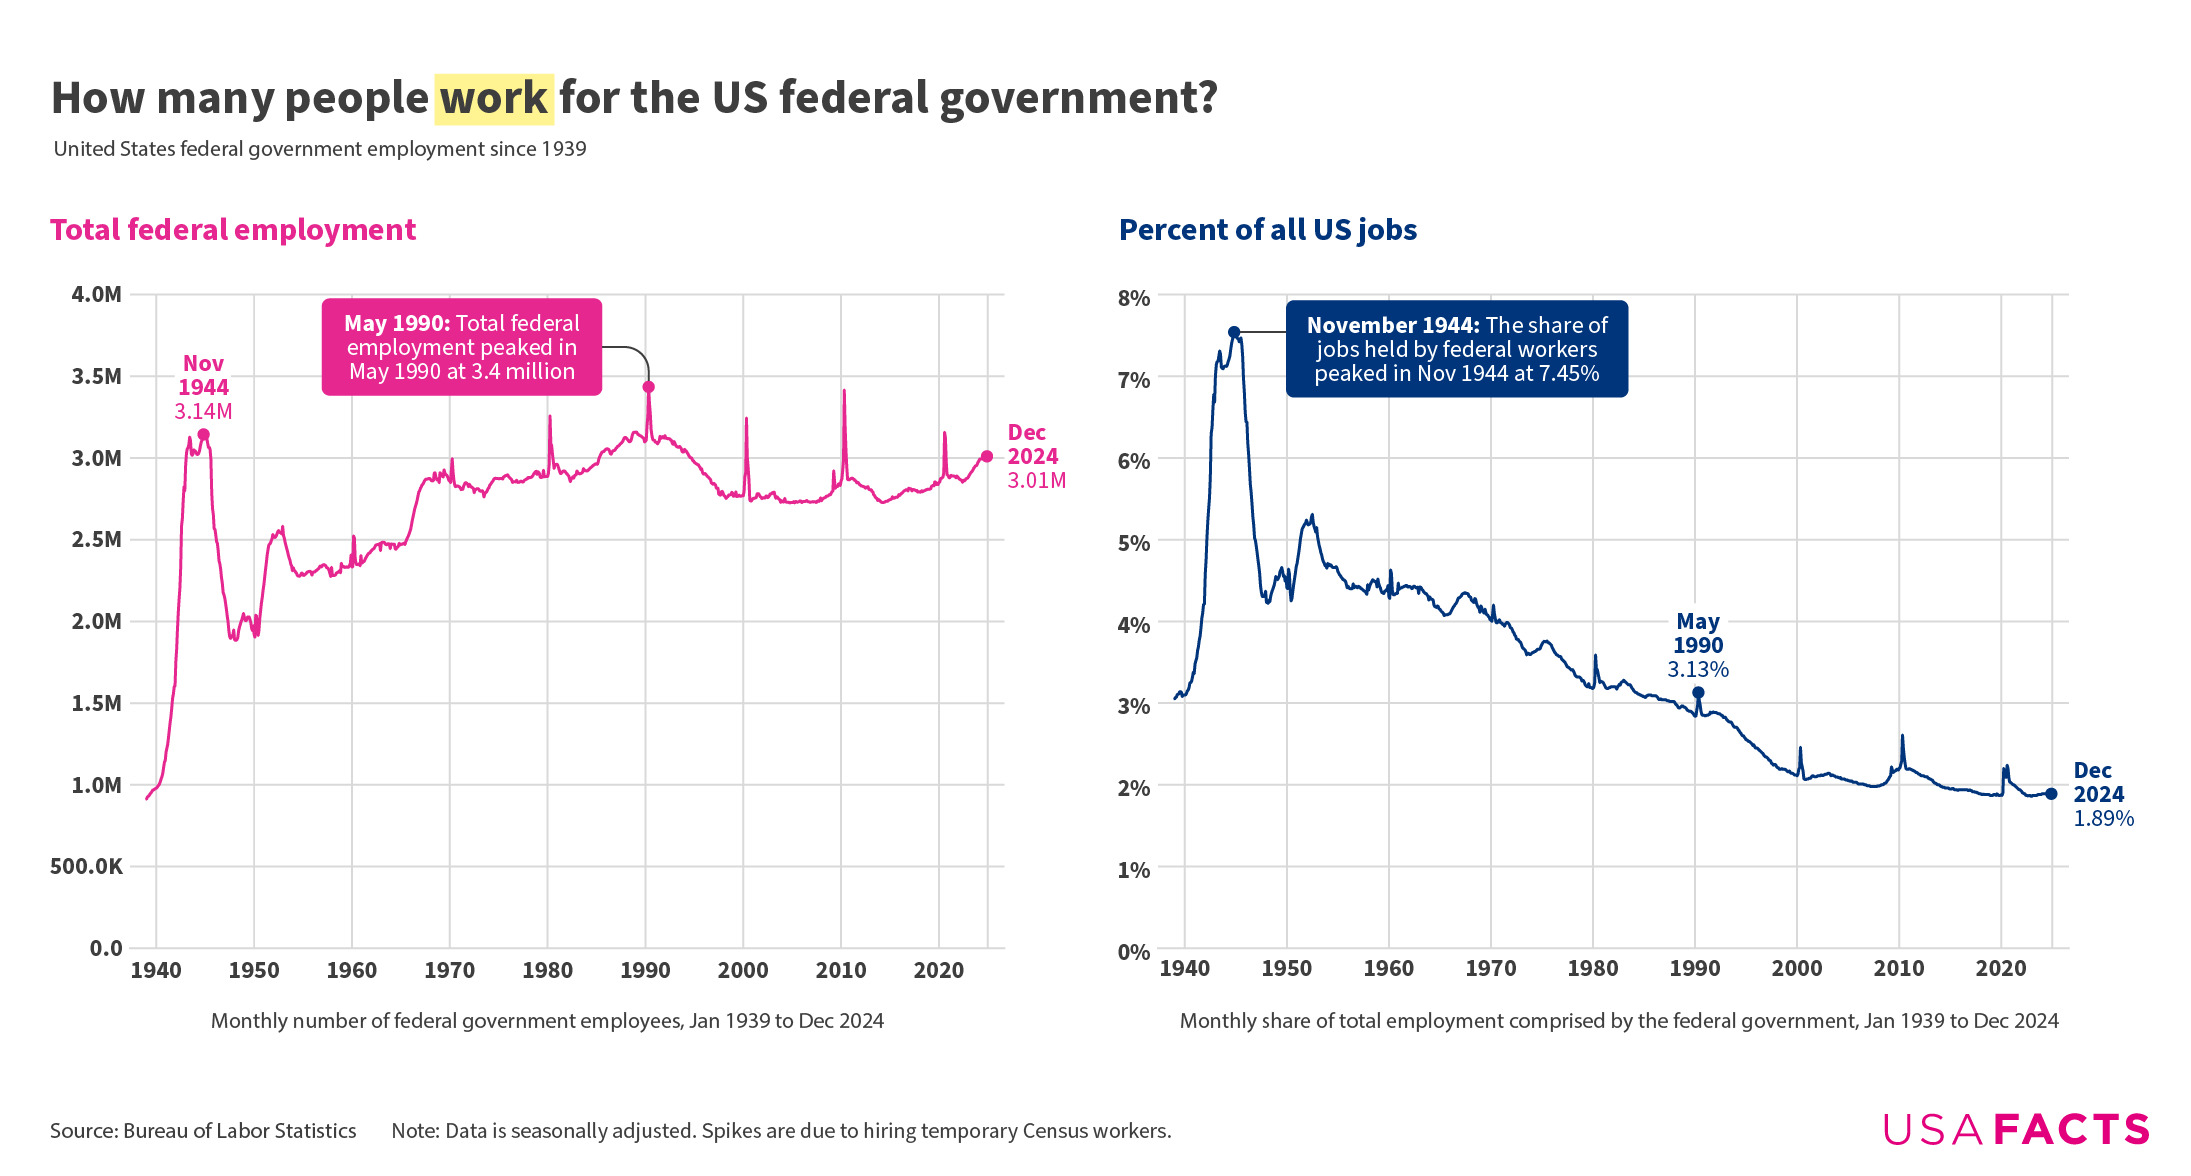 How many people work for the US federal government?
United States federal government employment since 1939
Total federal employment
4.0M
3.5M
3.0M
2.5M
2.0M
1.5M
1.0M
500.0K
0.0
1940 1950 1960 1970 1980 1990 2000 2010 2020
Nov
1944
3.14M
May 1990: Total federal
employment peaked in
May 1990 at 3.4 million
Dec
2024
3.01M
Monthly number of federal government employees, Jan 1939 to Dec 2024
Percent of all US jobs
8%
7%
6%
5%
4%
3%
2%
1%
0%
1940 1950 1960 1970 1980 1990 2000 2010 2020
November 1944: The share of
jobs held by federal workers
peaked in Nov 1944 at 7.45%
May
1990
3.13%
Dec
2024
1.89%
Monthly share of total employment comprised by the federal government, Jan 1939 to Dec 2024
Source: Bureau of Labor Statistics
Note: Data is seasonally adjusted. Spikes are due to hiring temporary Census workers.
USAFACTS